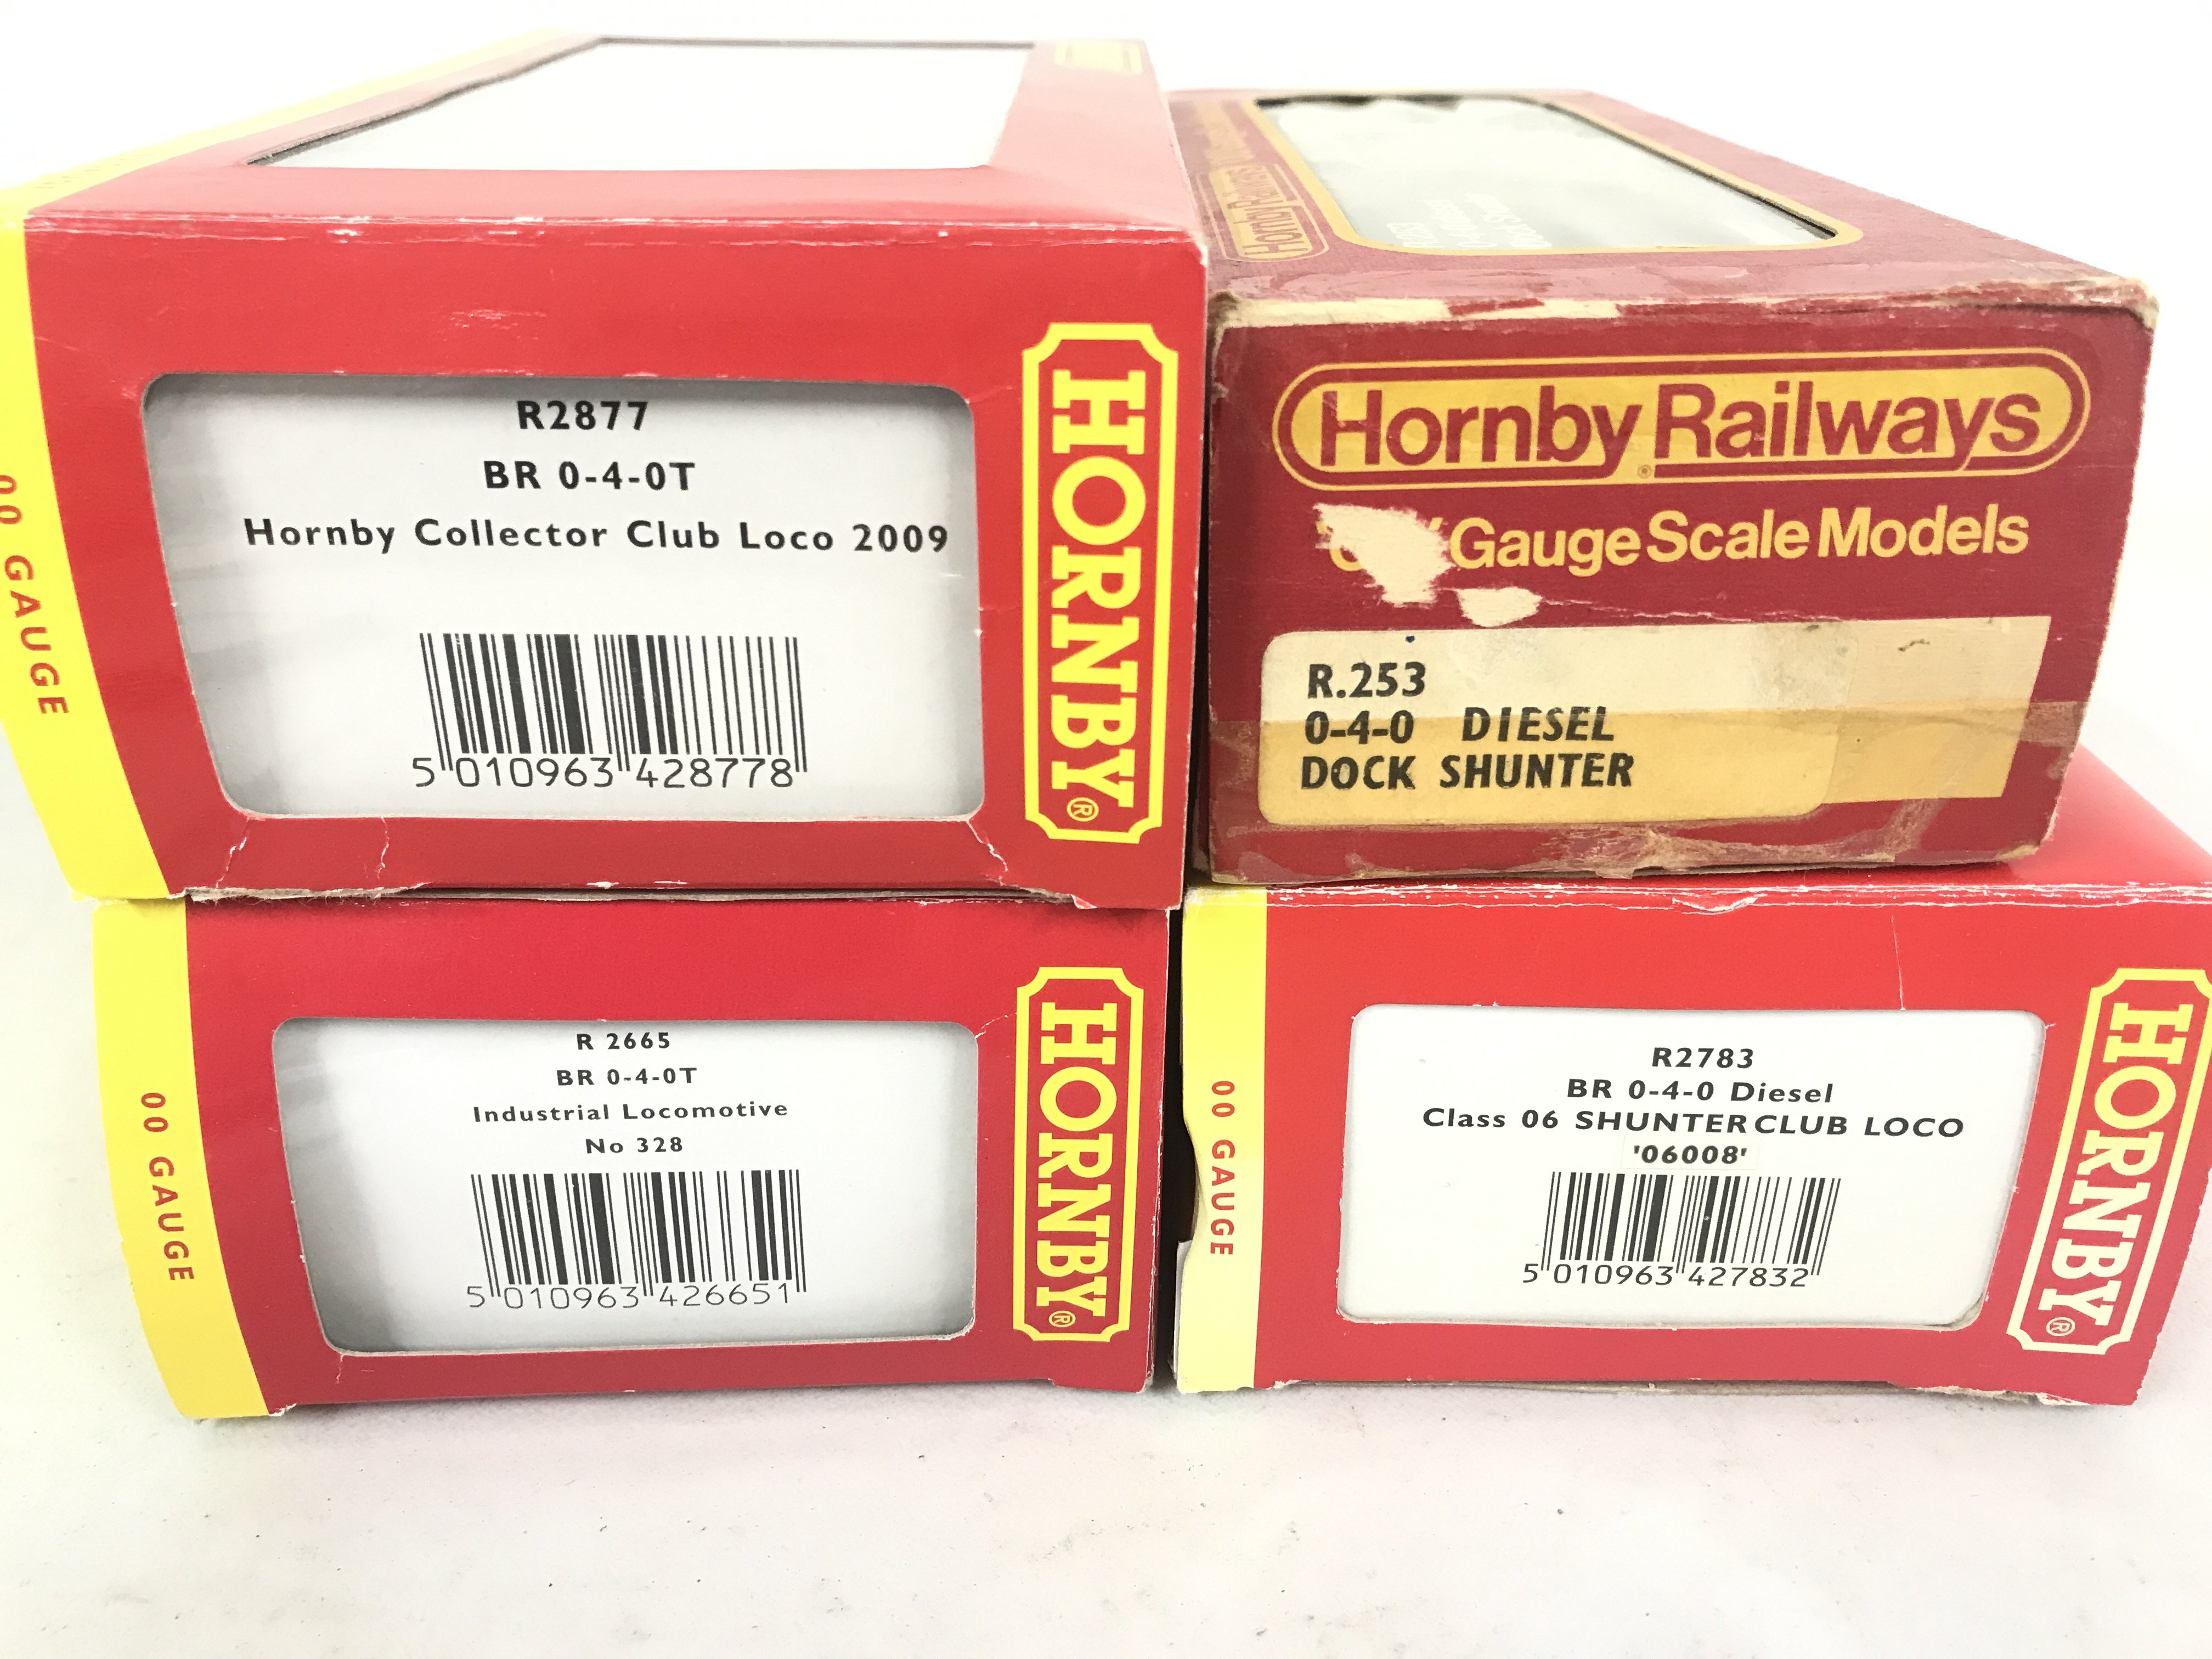 R2877
BR 0-4-0T
Hornby Collector Club Loco 2009
5 010963 428778
HORNBY®
00 GAUGE
Hornby Railways
Hornby Railways
Gauge Scale Models
R.253
0-4-0 DIESEL
DOCK SHUNTER
R 2665
BR 0-4-0T
Industrial Locomotive
No 328
5 010963 426651
HORNBY®
00 GAUGE
R2783
BR 0-4-0 Diesel
Class 06 SHUNTER CLUB LOCO
'06008'
5 010963 427832
HORNBY®
00 GAUGE